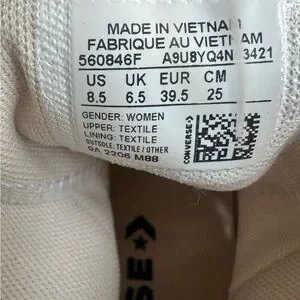 MADE IN VIETNAM
FABRIQUE AU VIETNAM
560846F A9U8YQ4N 3421
US UK EUR CM
8.5 6.5 39.5 25
GENDER: WOMEN
UPPER: TEXTILE
LINING: TEXTILE
OUTSOLE: TEXTILE / OTHER
QA 2206 M88
CONVERSE>